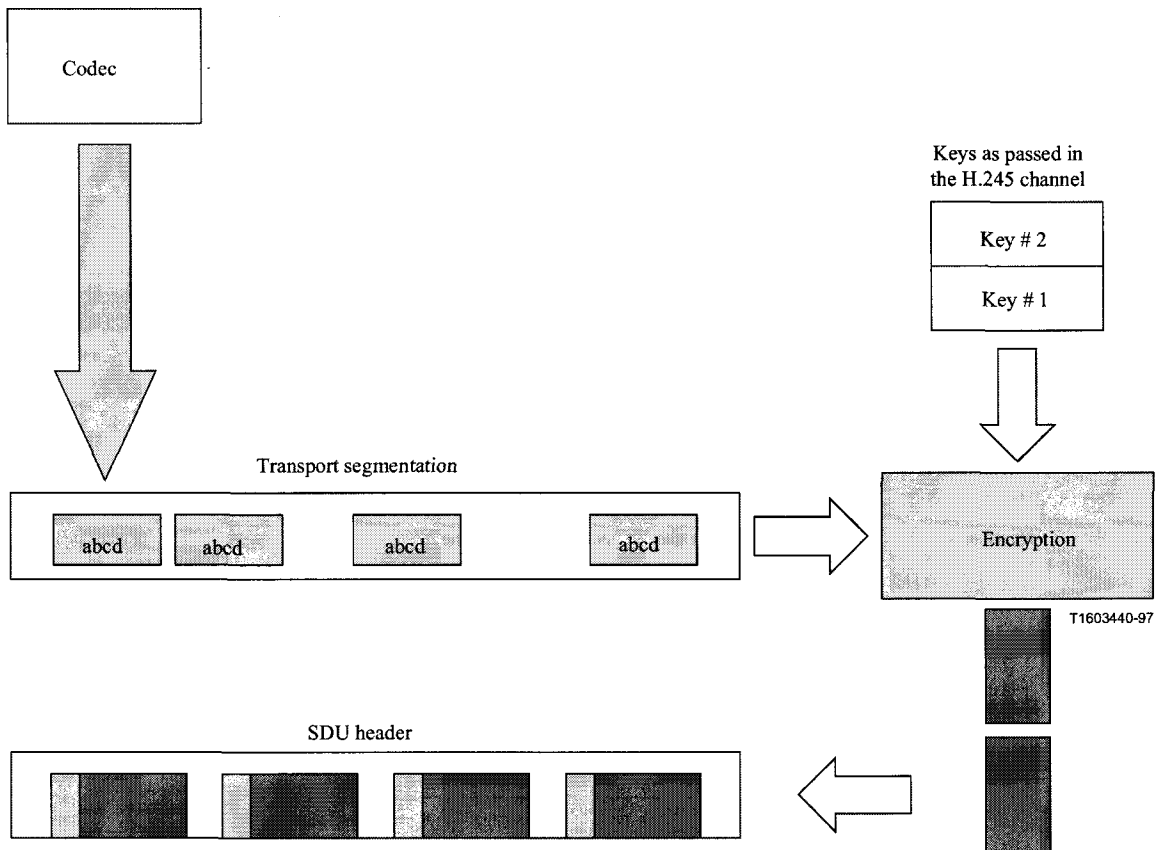 Codec
Keys as passed in
the H.245 channel
Key # 2
Key # 1
Transport segmentation
abcd
abcd
abcd
abcd
Encryption
T1603440-97
SDU header